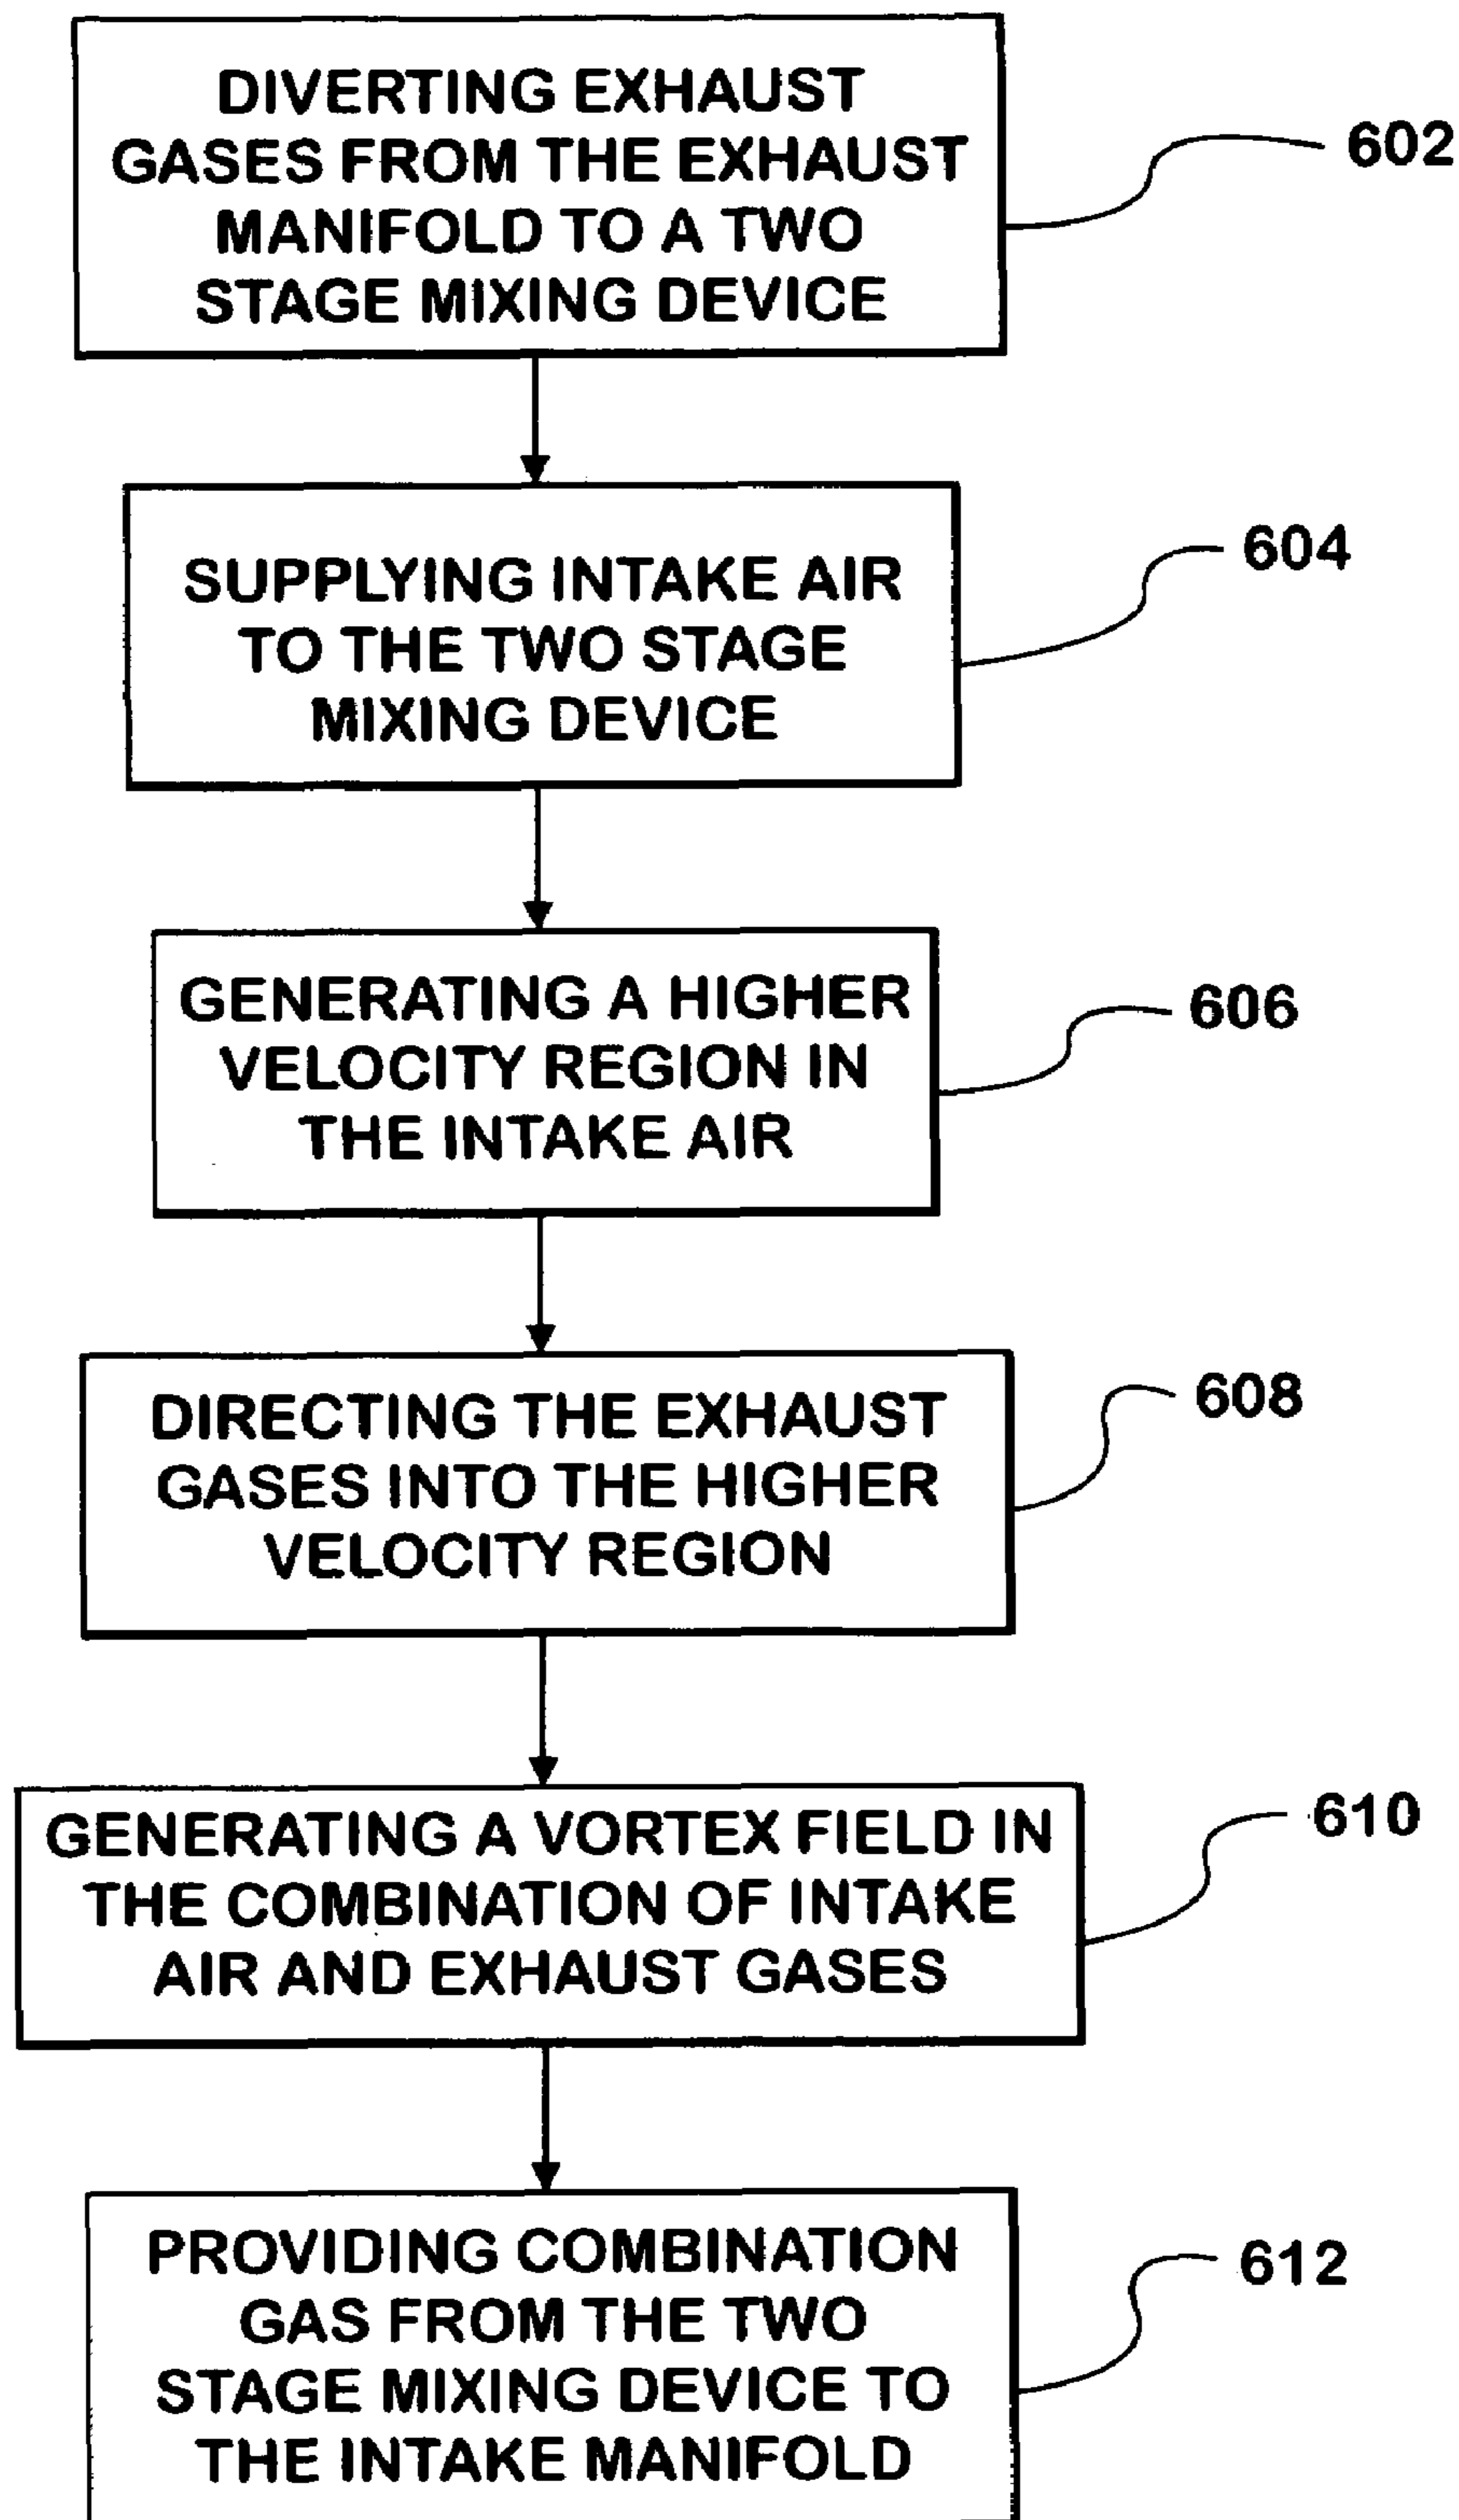 DIVERTING EXHAUST
GASES FROM THE EXHAUST
MANIFOLD TO A TWO
STAGE MIXING DEVICE
602
SUPPLYING INTAKE AIR
TO THE TWO STAGE
MIXING DEVICE
604
GENERATING A HIGHER
VELOCITY REGION IN
THE INTAKE AIR
606
DIRECTING THE EXHAUST
GASES INTO THE HIGHER
VELOCITY REGION
608
GENERATING A VORTEX FIELD IN
THE COMBINATION OF INTAKE
AIR AND EXHAUST GASES
610
PROVIDING COMBINATION
GAS FROM THE TWO
STAGE MIXING DEVICE TO
THE INTAKE MANIFOLD
612